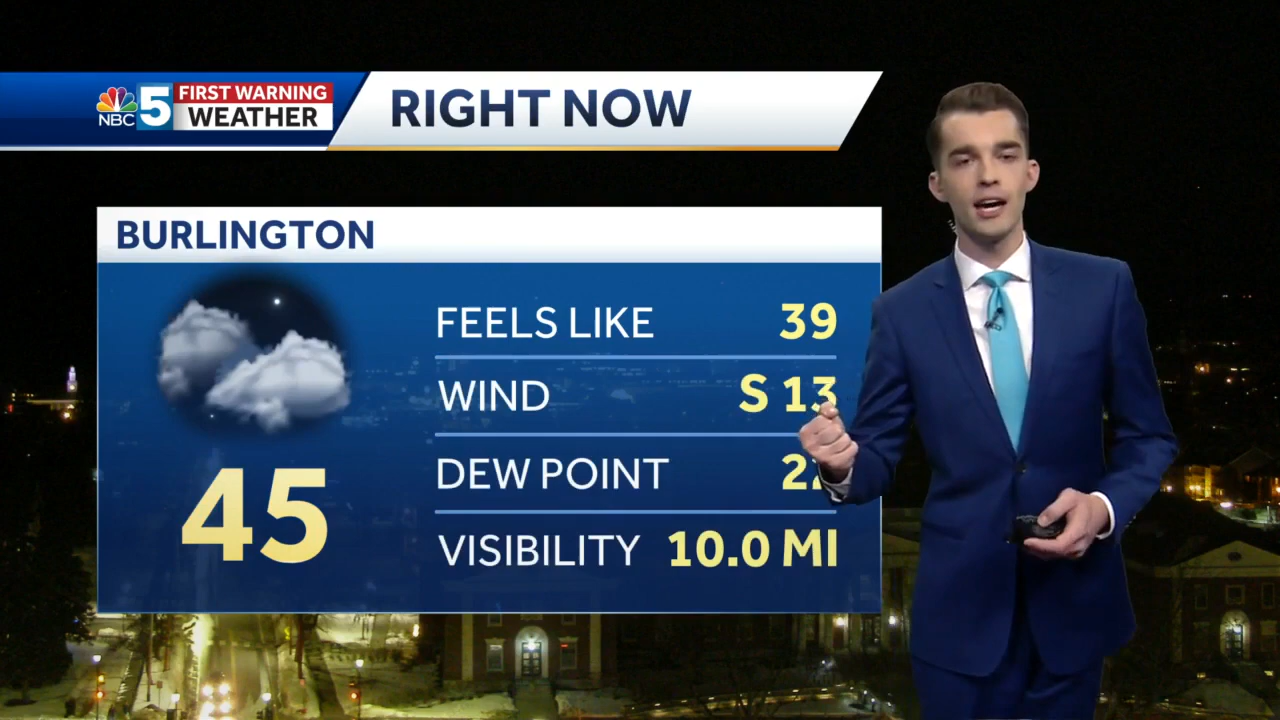 NBC 5 FIRST WARNING
WEATHER
RIGHT NOW
BURLINGTON
45
FEELS LIKE 39
WIND S 13
DEW POINT
VISIBILITY 10.0 MI